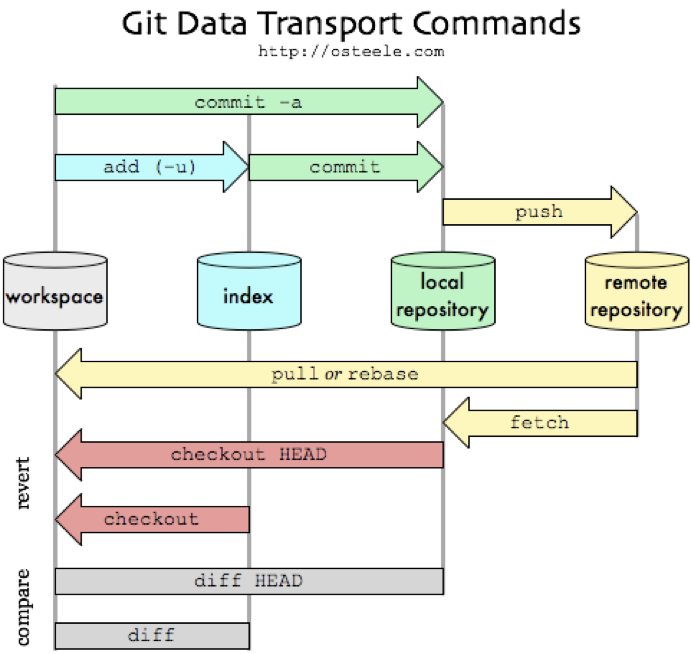 Git Data Transport Commands
http://osteele.com
commit -a
add (-u)
commit
push
workspace
index
local
repository
remote
repository
pull or rebase
fetch
revert
checkout HEAD
checkout
compare
diff HEAD
diff